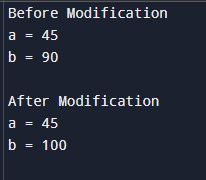 Before Modification
a = 45
b = 90

After Modification
a = 45
b = 100